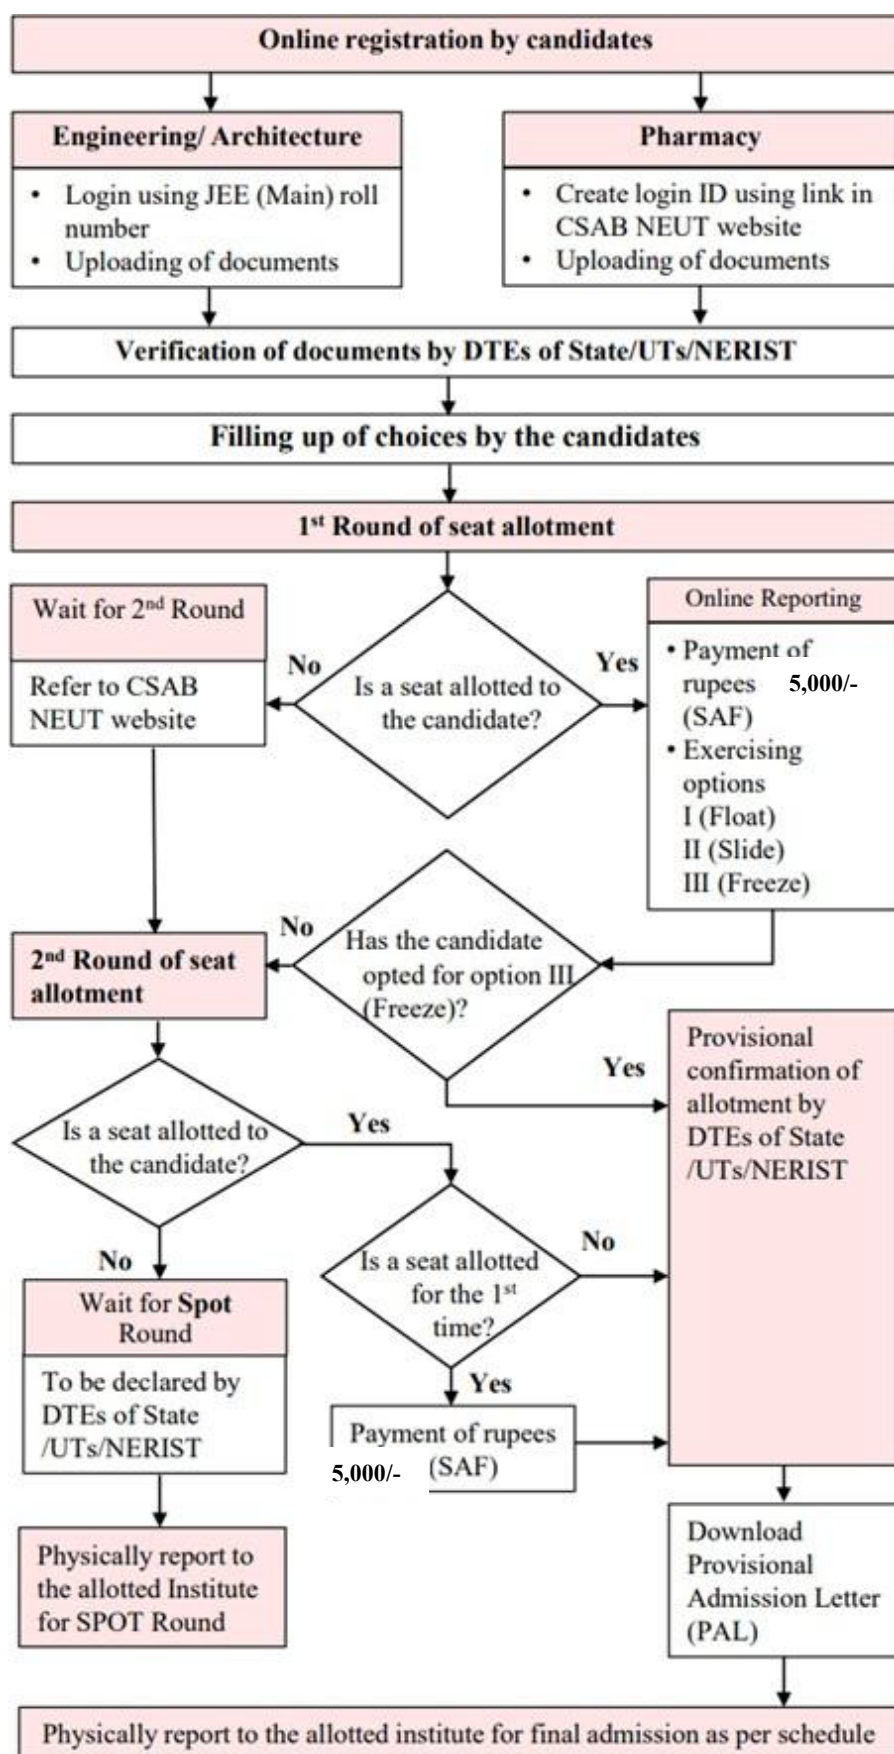 Online registration by candidates
Engineering/ Architecture
• Login using JEE (Main) roll
number
• Uploading of documents
Pharmacy
• Create login ID using link in
CSAB NEUT website
• Uploading of documents
Verification of documents by DTEs of State/UTs/NERIST
Filling up of choices by the candidates
1st Round of seat allotment
Wait for 2nd Round
Refer to CSAB
NEUT website
No
Is a seat allotted to
the candidate?
Yes
Online Reporting
• Payment of
rupees 5,000/-
(SAF)
• Exercising
options
I (Float)
II (Slide)
III (Freeze)
No
Has the candidate
opted for option III
(Freeze)?
Yes
2nd Round of seat
allotment
Provisional
confirmation of
allotment by
DTEs of State
/UTs/NERIST
Is a seat allotted to
the candidate?
Yes
No
Is a seat allotted
for the 1st
time?
No
Yes
Wait for Spot
Round
To be declared by
DTEs of State
/UTs/NERIST
Payment of rupees
5,000/- (SAF)
Physically report to
the allotted Institute
for SPOT Round
Download
Provisional
Admission Letter
(PAL)
Physically report to the allotted institute for final admission as per schedule